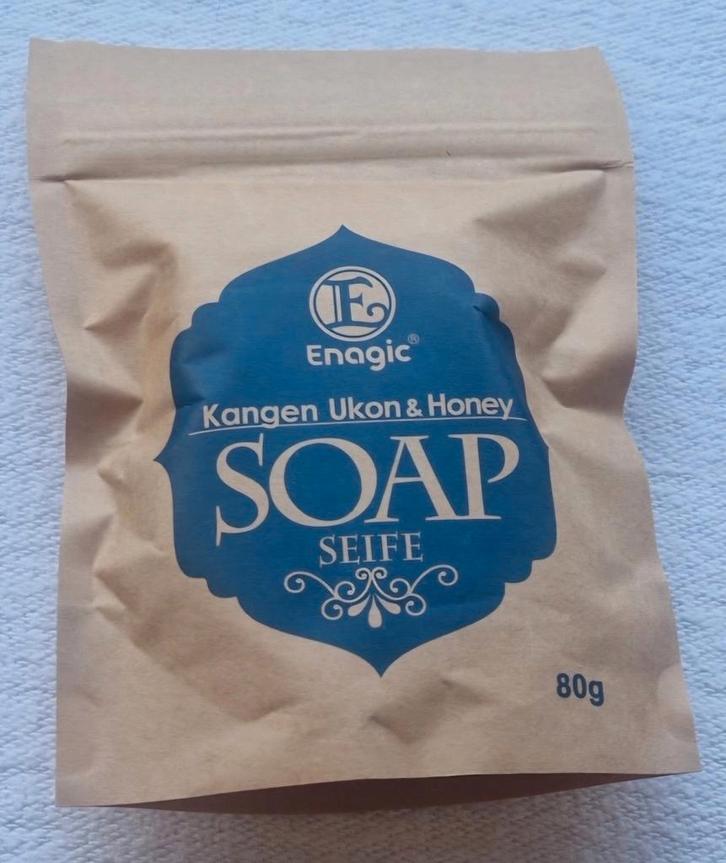 E
Enagic®
Kangen Ukon & Honey
SOAP
SEIFE
80g